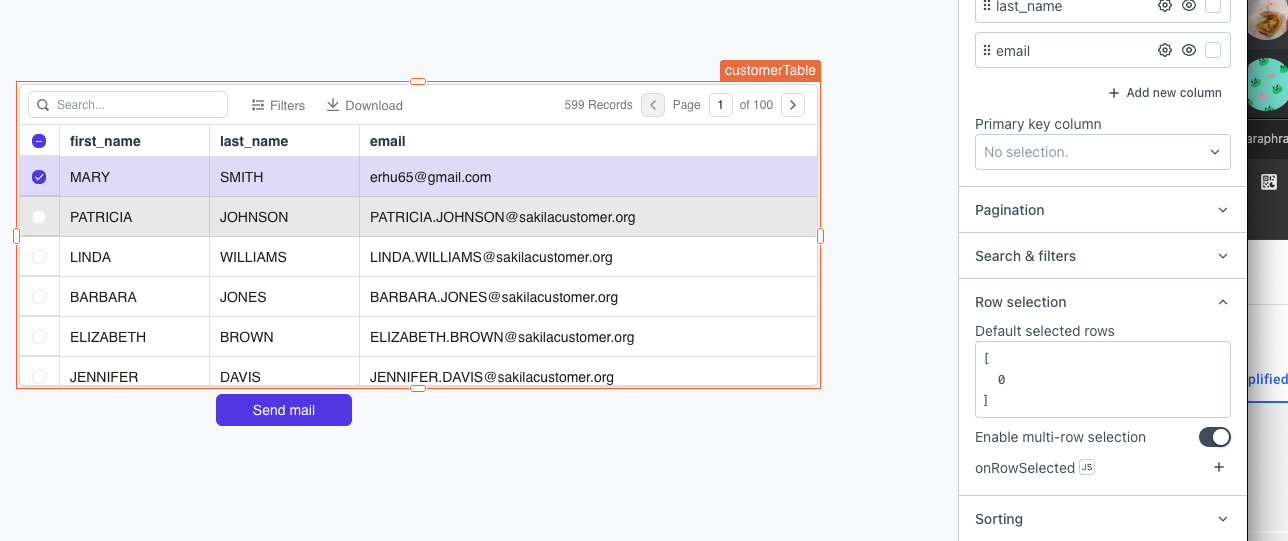 last_name
email
Add new column
Primary key column
No selection.
Pagination
Search & filters
Row selection
Default selected rows
[
0
]
Enable multi-row selection
onRowSelected JS
Sorting
customerTable
Search... Filters Download 599 Records Page 1 of 100
first_name last_name email
MARY SMITH erhu65@gmail.com
PATRICIA JOHNSON PATRICIA.JOHNSON@sakilacustomer.org
LINDA WILLIAMS LINDA.WILLIAMS@sakilacustomer.org
BARBARA JONES BARBARA.JONES@sakilacustomer.org
ELIZABETH BROWN ELIZABETH.BROWN@sakilacustomer.org
JENNIFER DAVIS JENNIFER.DAVIS@sakilacustomer.org
Send mail
araphra
plified